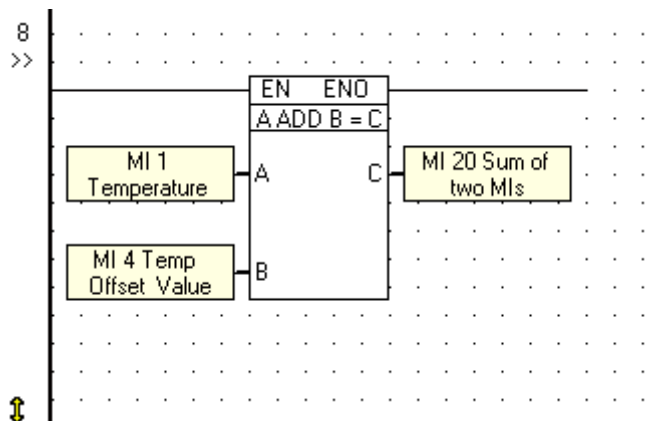 8
>>
EN ENO
A ADD B = C
MI 1
Temperature
A
C
MI 20 Sum of
two MIs
MI 4 Temp
Offset Value
B